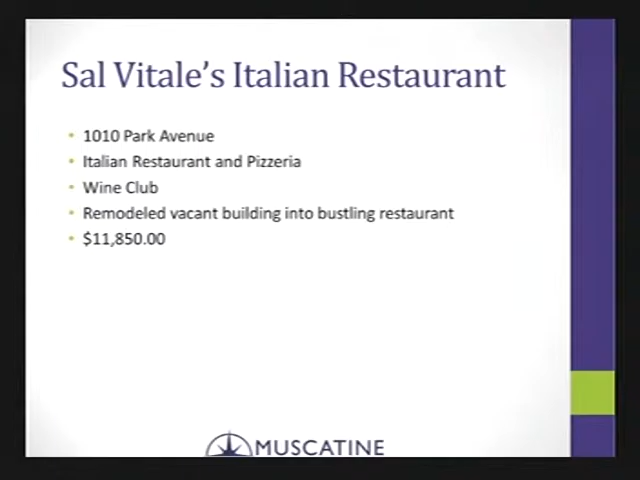 Sal Vitale's Italian Restaurant
1010 Park Avenue
Italian Restaurant and Pizzeria
Wine Club
Remodeled vacant building into bustling restaurant
$11,850.00
MUSCATINE